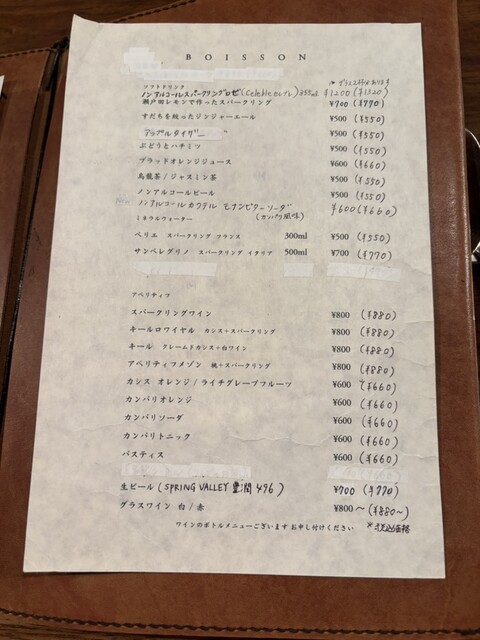 BOISSON
ソフトドリンク
ノンアルコールスパークリングロゼ(Celebre セレブレ) ¥1200 (¥1320)
瀬戸田レモンで作ったスパークリング ¥700 (¥770)
すだちを絞ったジンジャーエール ¥500 (¥550)
アップルタイザー ¥500 (¥550)
ぶどうとハチミツ ¥500 (¥550)
ブラッドオレンジジュース ¥600 (¥660)
烏龍茶 / ジャスミン茶 ¥500 (¥550)
ノンアルコールビール ¥500 (¥550)
ノンアルコールカクテル モナンビターソーダ ¥600 (¥660)
(カンパリ風味)
ミネラルウォーター
ペリエ スパークリング フランス 300ml ¥500 (¥550)
サンペレグリノ スパークリング イタリア 500ml ¥700 (¥770)
アペリティフ
スパークリングワイン ¥800 (¥880)
キールロワイヤル カシス+スパークリング ¥800 (¥880)
キール クレームドカシス+白ワイン ¥800 (¥880)
アペリティフメゾン 桃+スパークリング ¥800 (¥880)
カシス オレンジ / ライチグレープフルーツ ¥600 (¥660)
カンパリオレンジ ¥600 (¥660)
カンパリソーダ ¥600 (¥660)
カンパリトニック ¥600 (¥660)
パスティス ¥600 (¥660)
生ビール (SPRING VALLEY 豊潤 496) ¥700 (¥770)
グラスワイン 白 / 赤 ¥800～ (¥880～)
ワインのボトルメニューございます お申し付けください ※税込価格